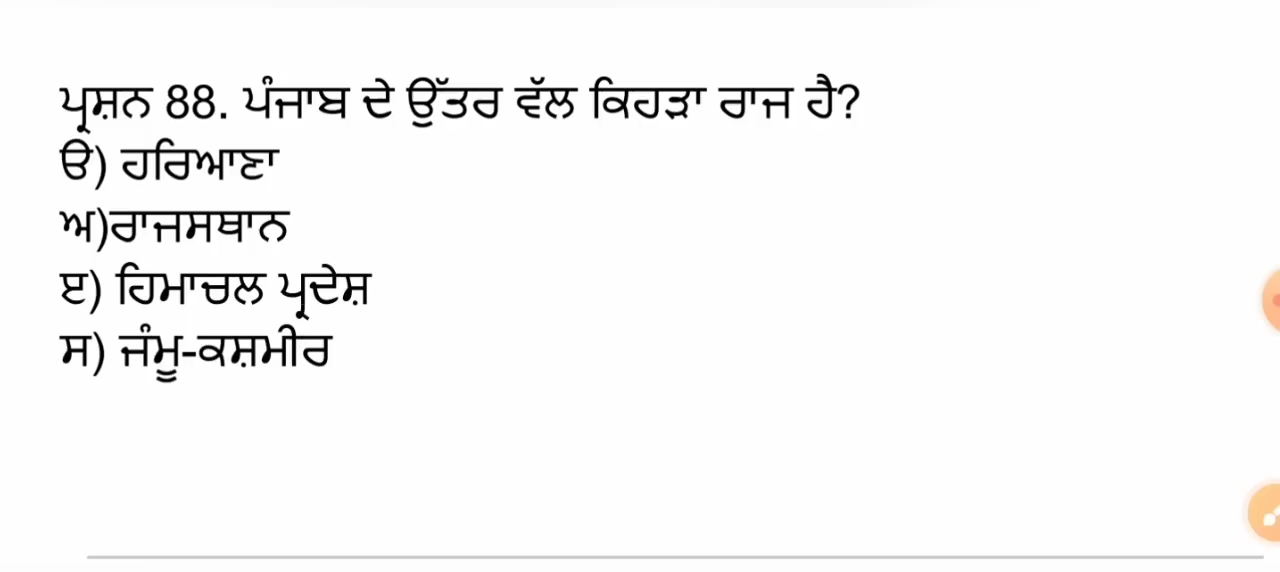 ਪ੍ਰਸ਼ਨ 88. ਪੰਜਾਬ ਦੇ ਉੱਤਰ ਵੱਲ ਕਿਹੜਾ ਰਾਜ ਹੈ?
ੳ) ਹਰਿਆਣਾ
ਅ)ਰਾਜਸਥਾਨ
ੲ) ਹਿਮਾਚਲ ਪ੍ਰਦੇਸ਼
ਸ) ਜੰਮੂ-ਕਸ਼ਮੀਰ